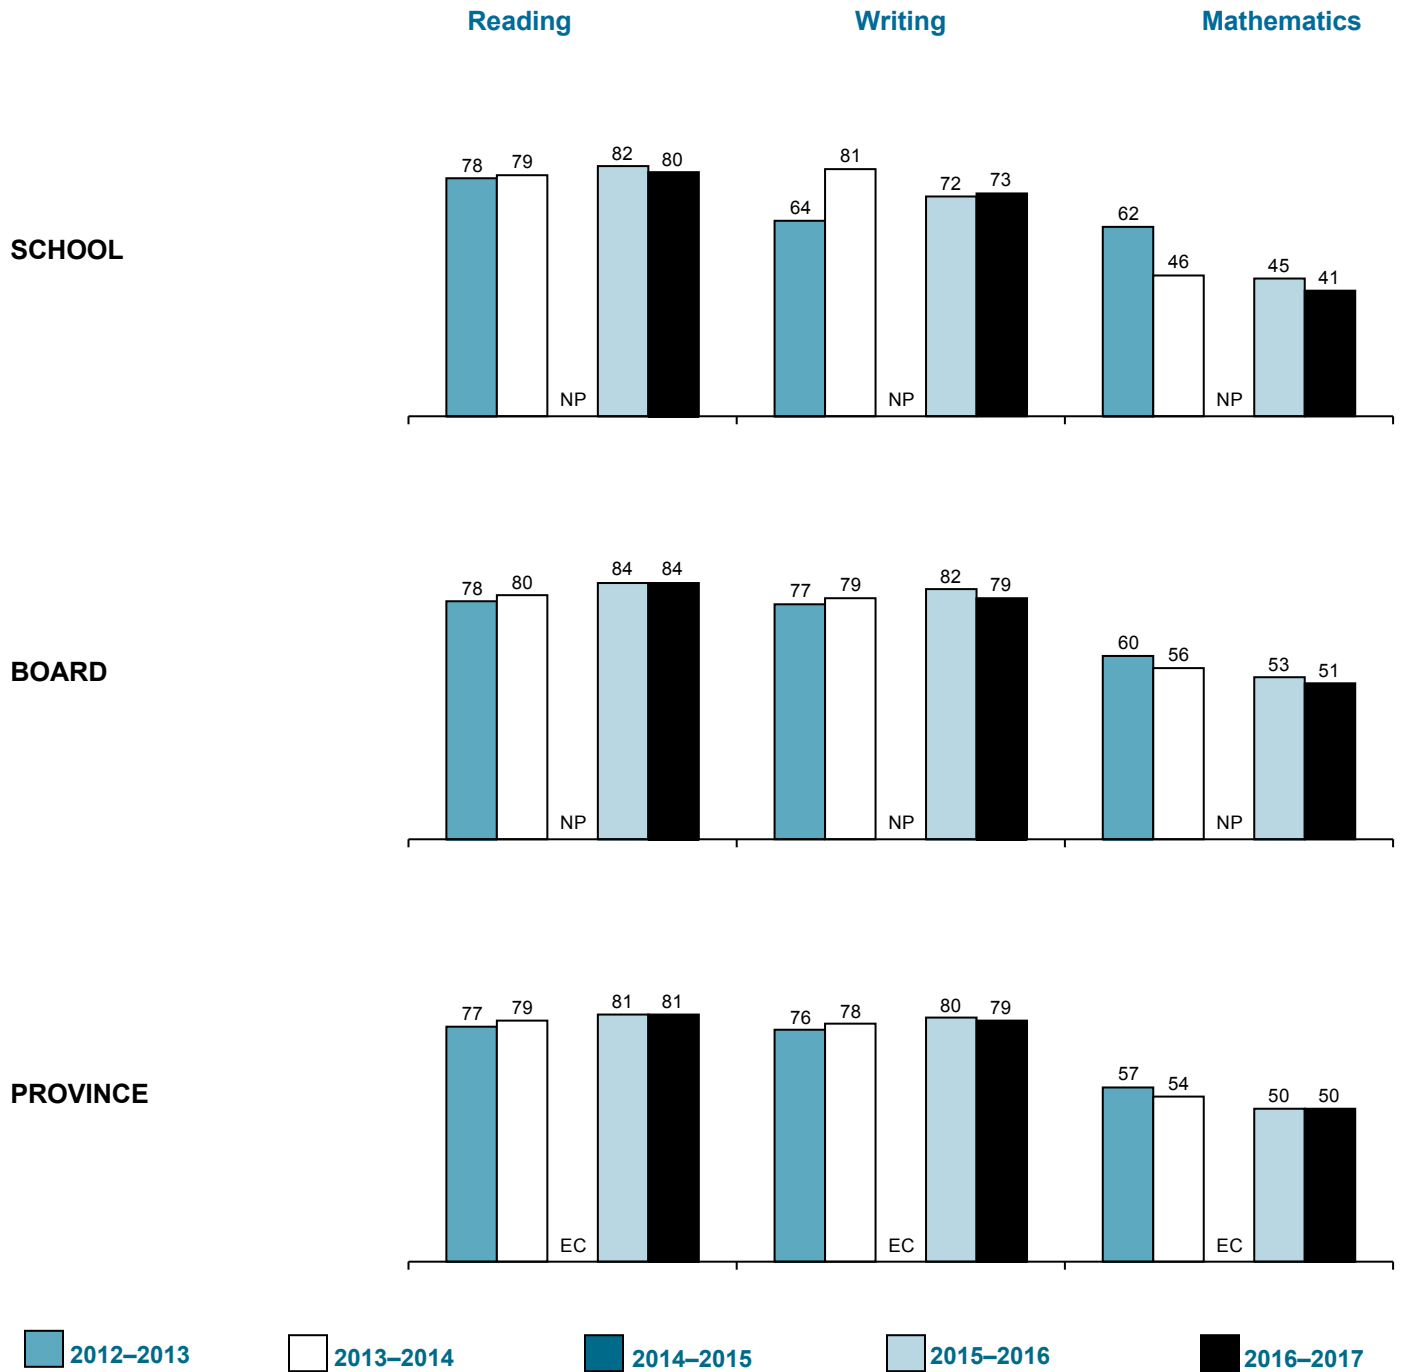 Reading Writing Mathematics
SCHOOL
78 79 NP 82 80 64 81 NP 72 73 62 46 NP 45 41
BOARD
78 80 NP 84 84 77 79 NP 82 79 60 56 NP 53 51
PROVINCE
77 79 EC 81 81 76 78 EC 80 79 57 54 EC 50 50
2012–2013 2013–2014 2014–2015 2015–2016 2016–2017